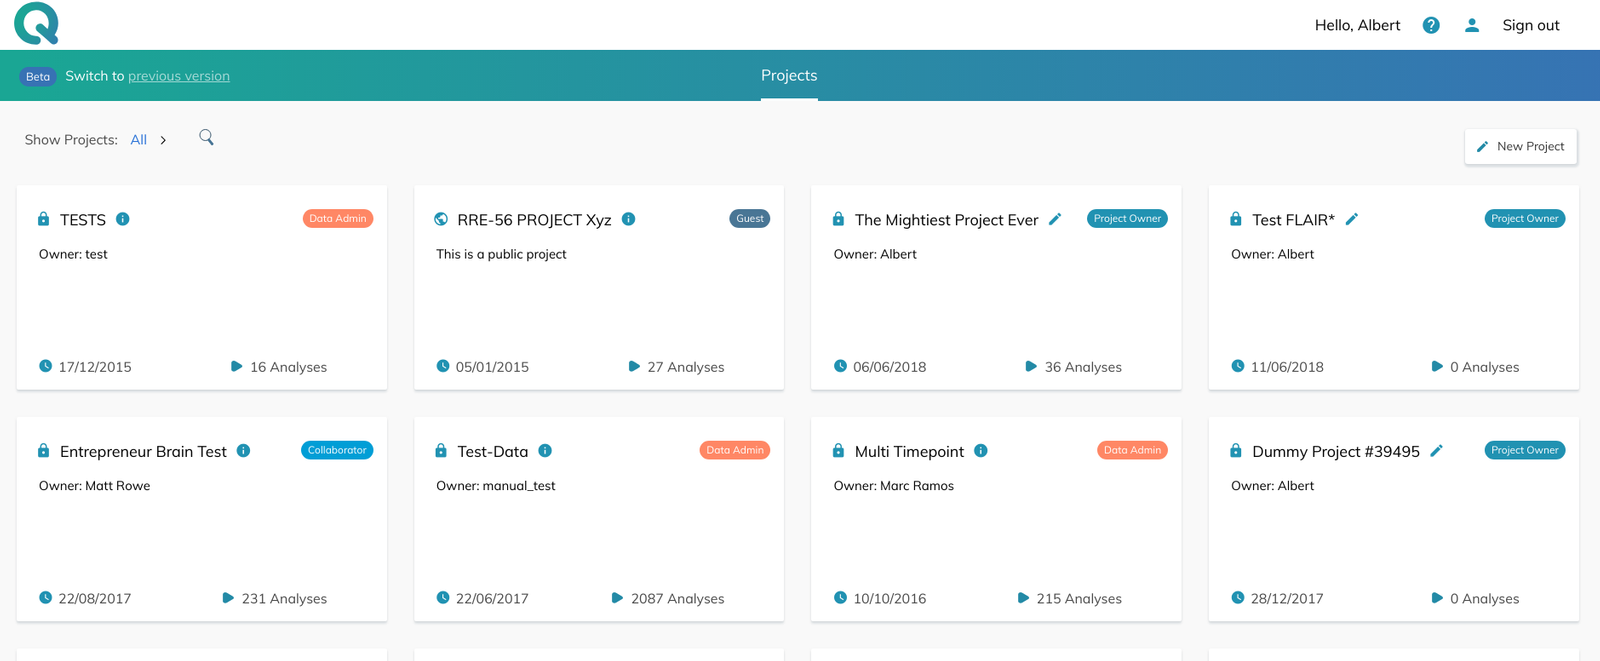 Hello, Albert
Sign out
Beta Switch to previous version
Projects
Show Projects: All
New Project
TESTS
Data Admin
Owner: test
17/12/2015
16 Analyses
RRE-56 PROJECT Xyz
Guest
This is a public project
05/01/2015
27 Analyses
The Mightiest Project Ever
Project Owner
Owner: Albert
06/06/2018
36 Analyses
Test FLAIR*
Project Owner
Owner: Albert
11/06/2018
0 Analyses
Entrepreneur Brain Test
Collaborator
Owner: Matt Rowe
22/08/2017
231 Analyses
Test-Data
Data Admin
Owner: manual_test
22/06/2017
2087 Analyses
Multi Timepoint
Data Admin
Owner: Marc Ramos
10/10/2016
215 Analyses
Dummy Project #39495
Project Owner
Owner: Albert
28/12/2017
0 Analyses